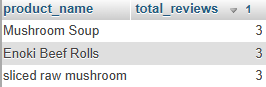 product_name total_reviews 1
Mushroom Soup 3
Enoki Beef Rolls 3
sliced raw mushroom 3